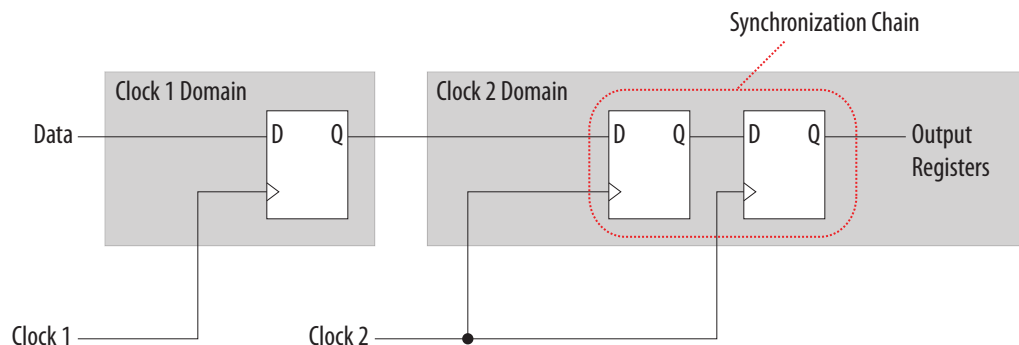 Synchronization Chain
Clock 1 Domain
Clock 2 Domain
Data
D Q
D Q
D Q
Output
Registers
Clock 1
Clock 2